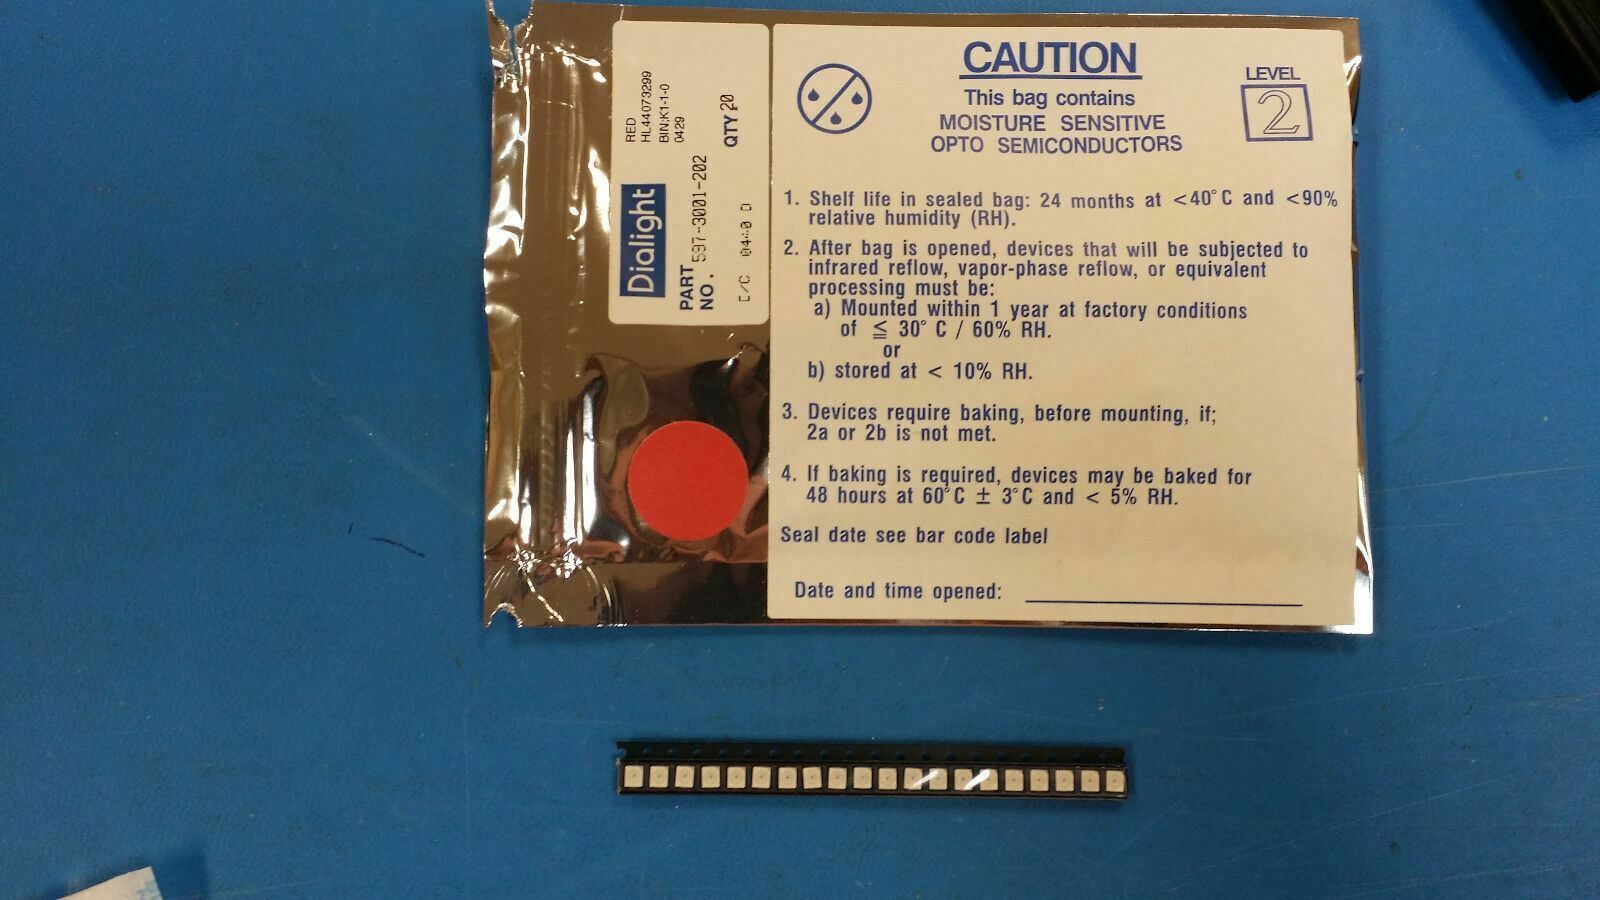 RED
HL44073299
BIN:K1-1-0
0429
Dialight
PART NO. 597-3001-202
QTY 20
CAUTION
This bag contains
MOISTURE SENSITIVE
OPTO SEMICONDUCTORS
LEVEL
2
1. Shelf life in sealed bag: 24 months at <40°C and <90%
relative humidity (RH).
2. After bag is opened, devices that will be subjected to
infrared reflow, vapor-phase reflow, or equivalent
processing must be:
a) Mounted within 1 year at factory conditions
of ≦ 30° C / 60% RH.
or
b) stored at < 10% RH.
3. Devices require baking, before mounting, if;
2a or 2b is not met.
4. If baking is required, devices may be baked for
48 hours at 60°C ± 3°C and < 5% RH.
Seal date see bar code label
Date and time opened: